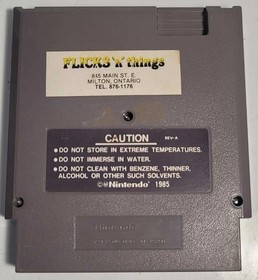 FLICKS 'N' things
845 MAIN ST. E.
MILTON, ONTARIO
TEL. 876-1176
CAUTION REV-A
• DO NOT STORE IN EXTREME TEMPERATURES.
• DO NOT IMMERSE IN WATER.
• DO NOT CLEAN WITH BENZENE, THINNER,
ALCOHOL OR OTHER SUCH SOLVENTS.
©M Nintendo® 1985
Nintendo